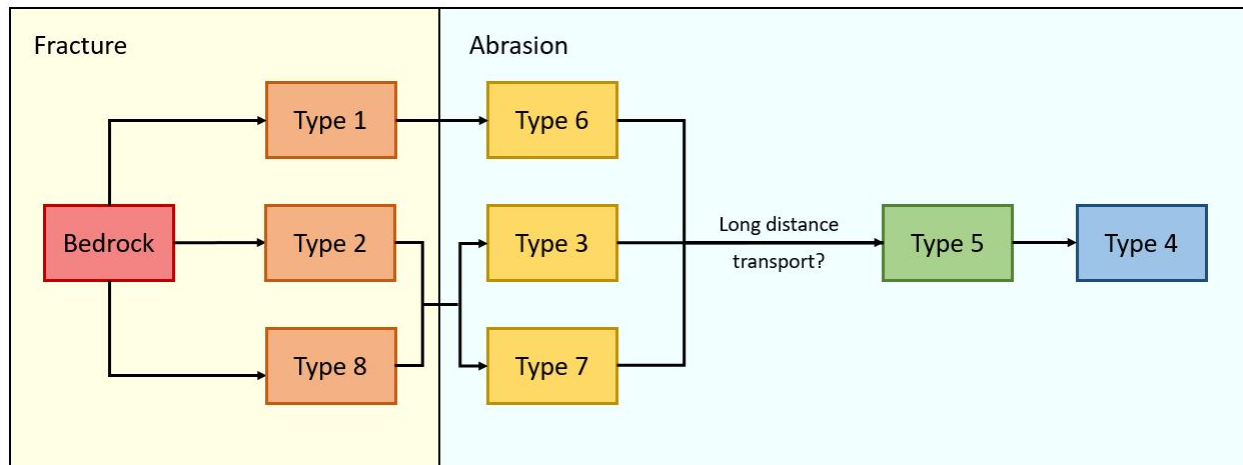 Fracture
Abrasion
Type 1
Type 6
Bedrock
Type 2
Type 3
Long distance
transport?
Type 5
Type 4
Type 8
Type 7